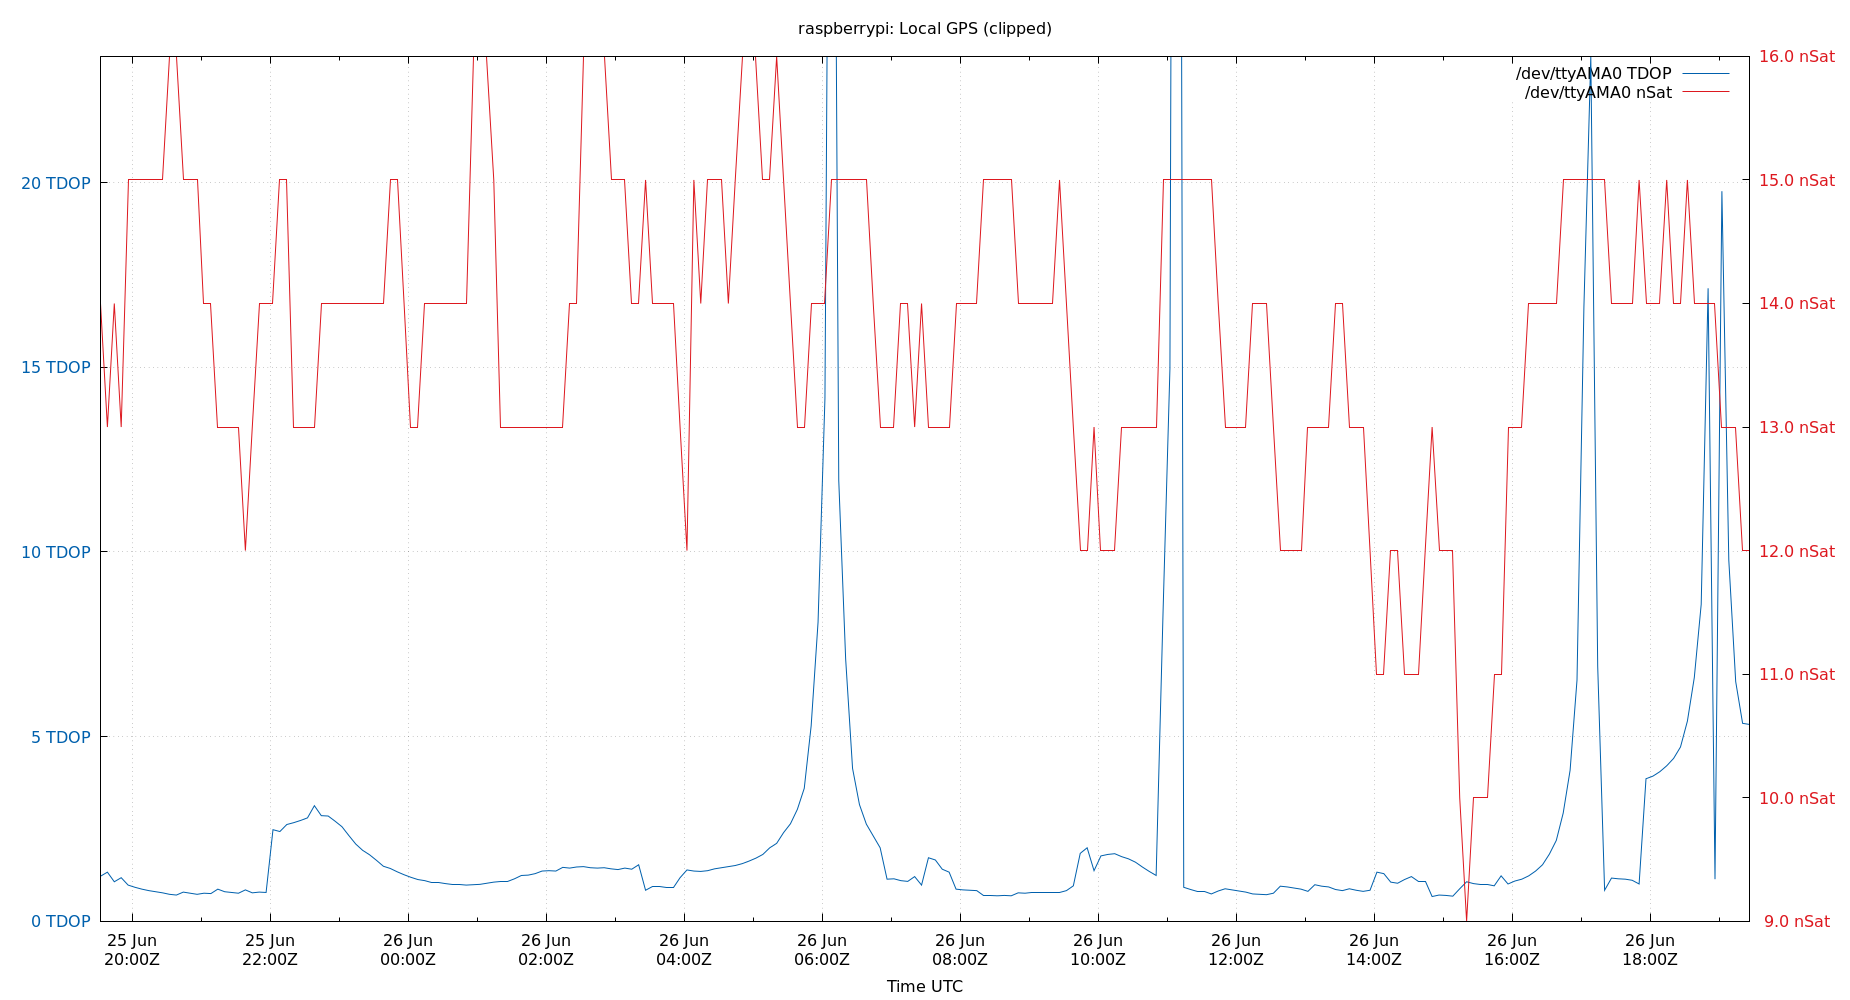 raspberrypi: Local GPS (clipped)
/dev/ttyAMA0 TDOP
/dev/ttyAMA0 nSat
20 TDOP
15 TDOP
10 TDOP
5 TDOP
0 TDOP
16.0 nSat
15.0 nSat
14.0 nSat
13.0 nSat
12.0 nSat
11.0 nSat
10.0 nSat
9.0 nSat
25 Jun 25 Jun 26 Jun 26 Jun 26 Jun 26 Jun 26 Jun 26 Jun 26 Jun 26 Jun 26 Jun 26 Jun
20:00Z 22:00Z 00:00Z 02:00Z 04:00Z 06:00Z 08:00Z 10:00Z 12:00Z 14:00Z 16:00Z 18:00Z
Time UTC